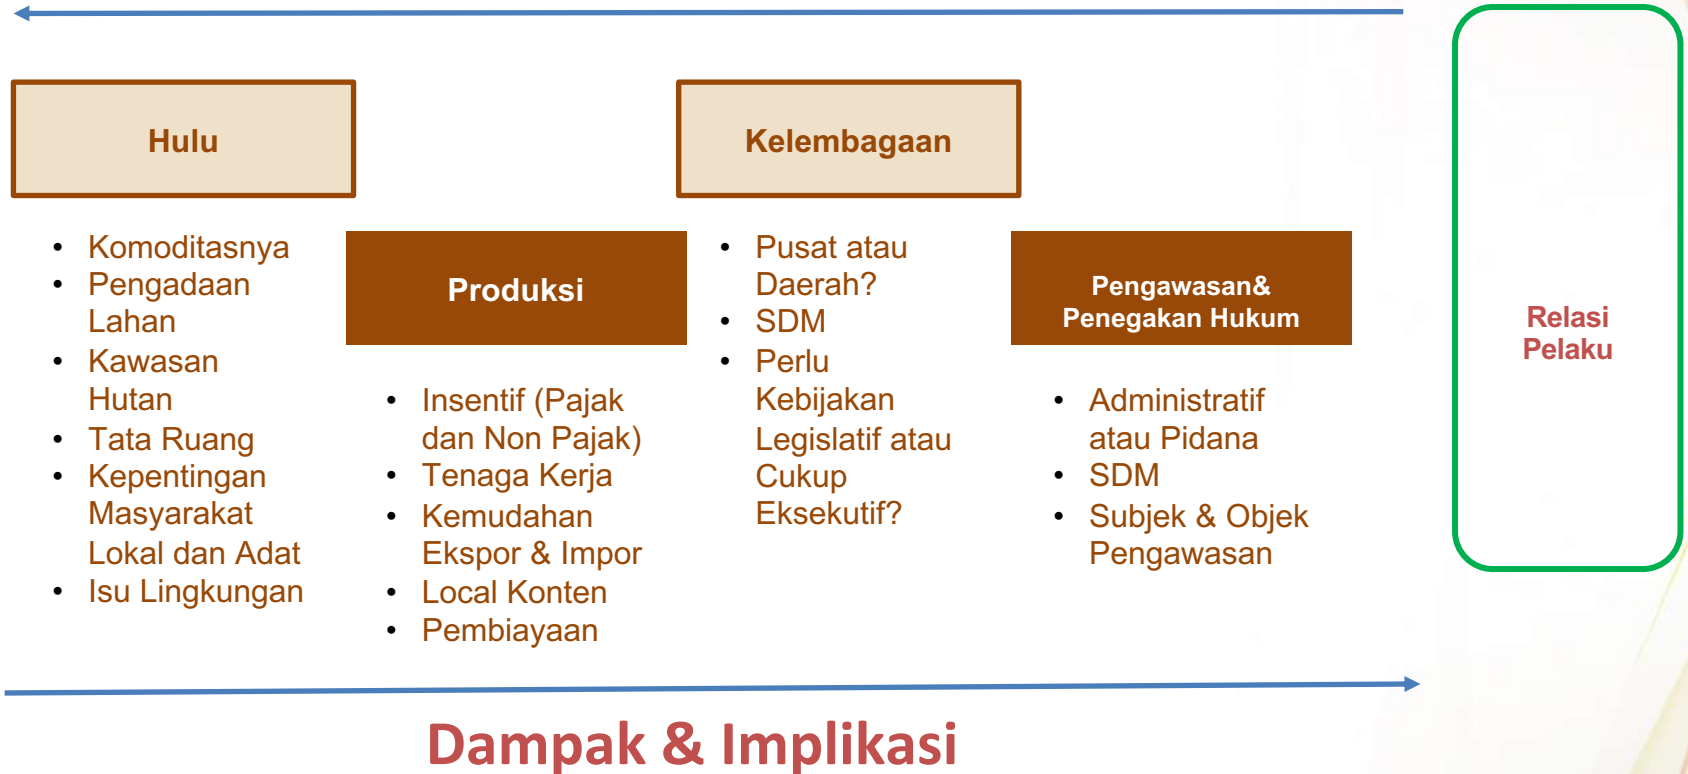 Hulu
• Komoditasnya
• Pengadaan
Lahan
• Kawasan
Hutan
• Tata Ruang
• Kepentingan
Masyarakat
Lokal dan Adat
• Isu Lingkungan
Produksi
• Insentif (Pajak
dan Non Pajak)
• Tenaga Kerja
• Kemudahan
Ekspor & Impor
• Local Konten
• Pembiayaan
Kelembagaan
• Pusat atau
Daerah?
• SDM
• Perlu
Kebijakan
Legislatif atau
Cukup
Eksekutif?
Pengawasan&
Penegakan Hukum
• Administratif
atau Pidana
• SDM
• Subjek & Objek
Pengawasan
Relasi
Pelaku
Dampak & Implikasi